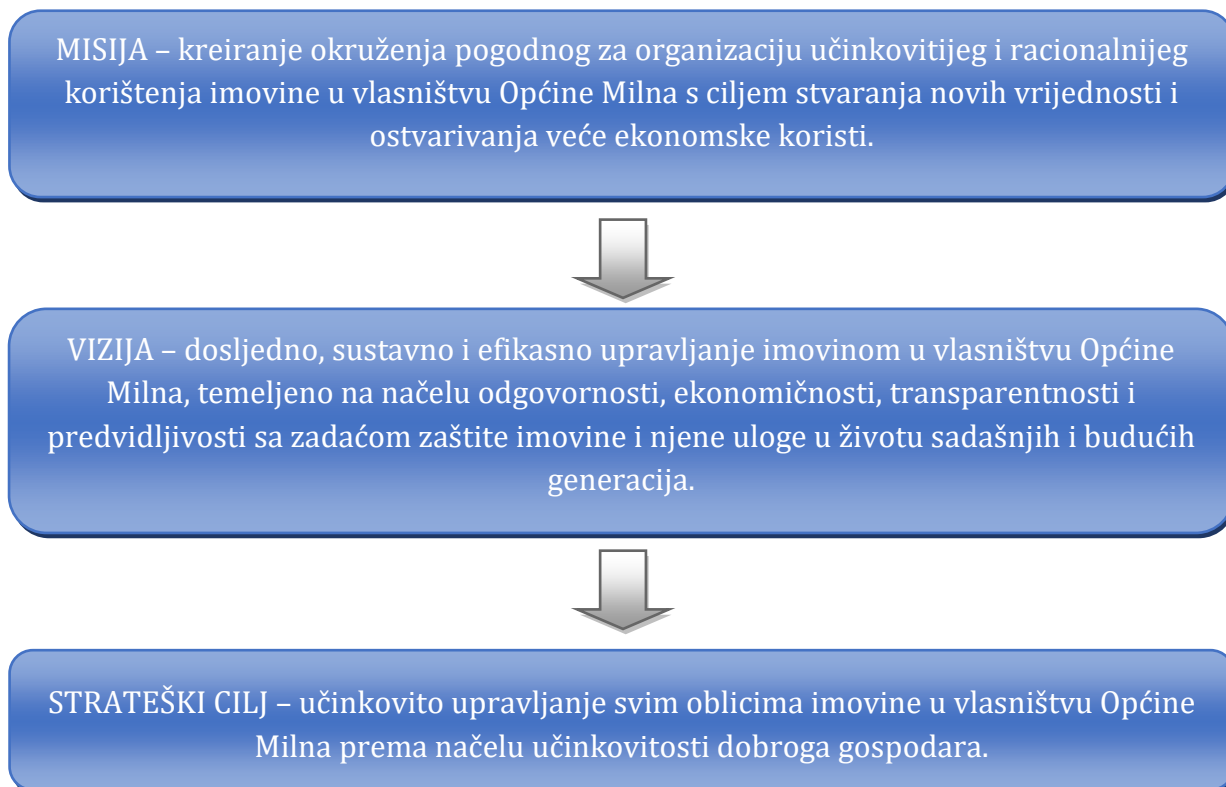 MISIJA – kreiranje okruženja pogodnog za organizaciju učinkovitijeg i racionalnijeg
korištenja imovine u vlasništvu Općine Milna s ciljem stvaranja novih vrijednosti i
ostvarivanja veće ekonomske koristi.
VIZIJA – dosljedno, sustavno i efikasno upravljanje imovinom u vlasništvu Općine
Milna, temeljeno na načelu odgovornosti, ekonomičnosti, transparentnosti i
predvidljivosti sa zadaćom zaštite imovine i njene uloge u životu sadašnjih i budućih
generacija.
STRATEŠKI CILJ – učinkovito upravljanje svim oblicima imovine u vlasništvu Općine
Milna prema načelu učinkovitosti dobroga gospodara.